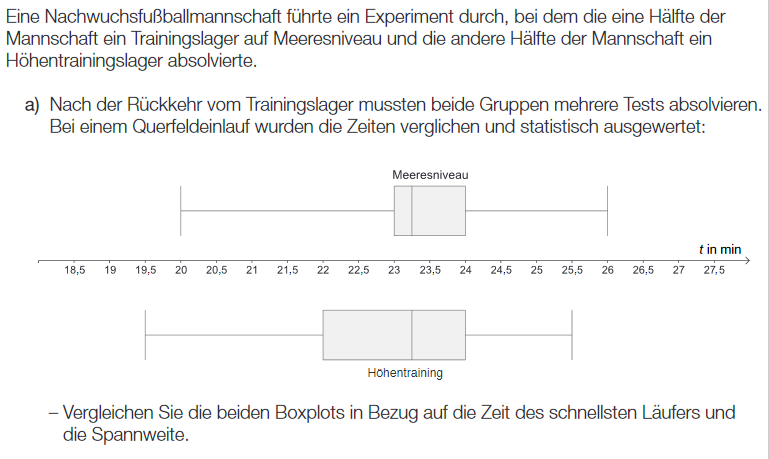 Eine Nachwuchsfußballmannschaft führte ein Experiment durch, bei dem die eine Hälfte der
Mannschaft ein Trainingslager auf Meeresniveau und die andere Hälfte der Mannschaft ein
Höhentrainingslager absolvierte.
a) Nach der Rückkehr vom Trainingslager mussten beide Gruppen mehrere Tests absolvieren.
Bei einem Querfeldeinlauf wurden die Zeiten verglichen und statistisch ausgewertet:
Meeresniveau
t in min
18,5 19 19,5 20 20,5 21 21,5 22 22,5 23 23,5 24 24,5 25 25,5 26 26,5 27 27,5
Höhentraining
– Vergleichen Sie die beiden Boxplots in Bezug auf die Zeit des schnellsten Läufers und
die Spannweite.